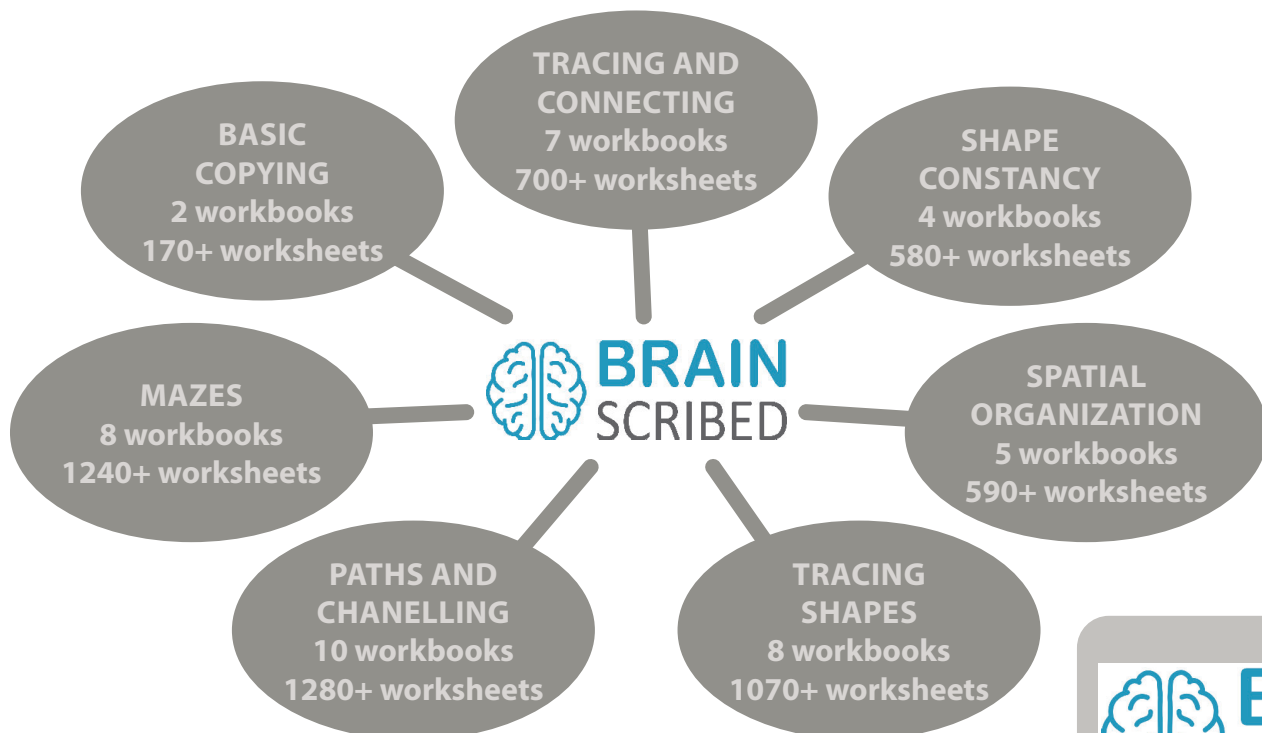 TRACING AND
CONNECTING
7 workbooks
700+ worksheets
BASIC
COPYING
2 workbooks
170+ worksheets
SHAPE
CONSTANCY
4 workbooks
580+ worksheets
BRAIN
SCRIBED
MAZES
8 workbooks
1240+ worksheets
SPATIAL
ORGANIZATION
5 workbooks
590+ worksheets
PATHS AND
CHANELLING
10 workbooks
1280+ worksheets
TRACING
SHAPES
8 workbooks
1070+ worksheets